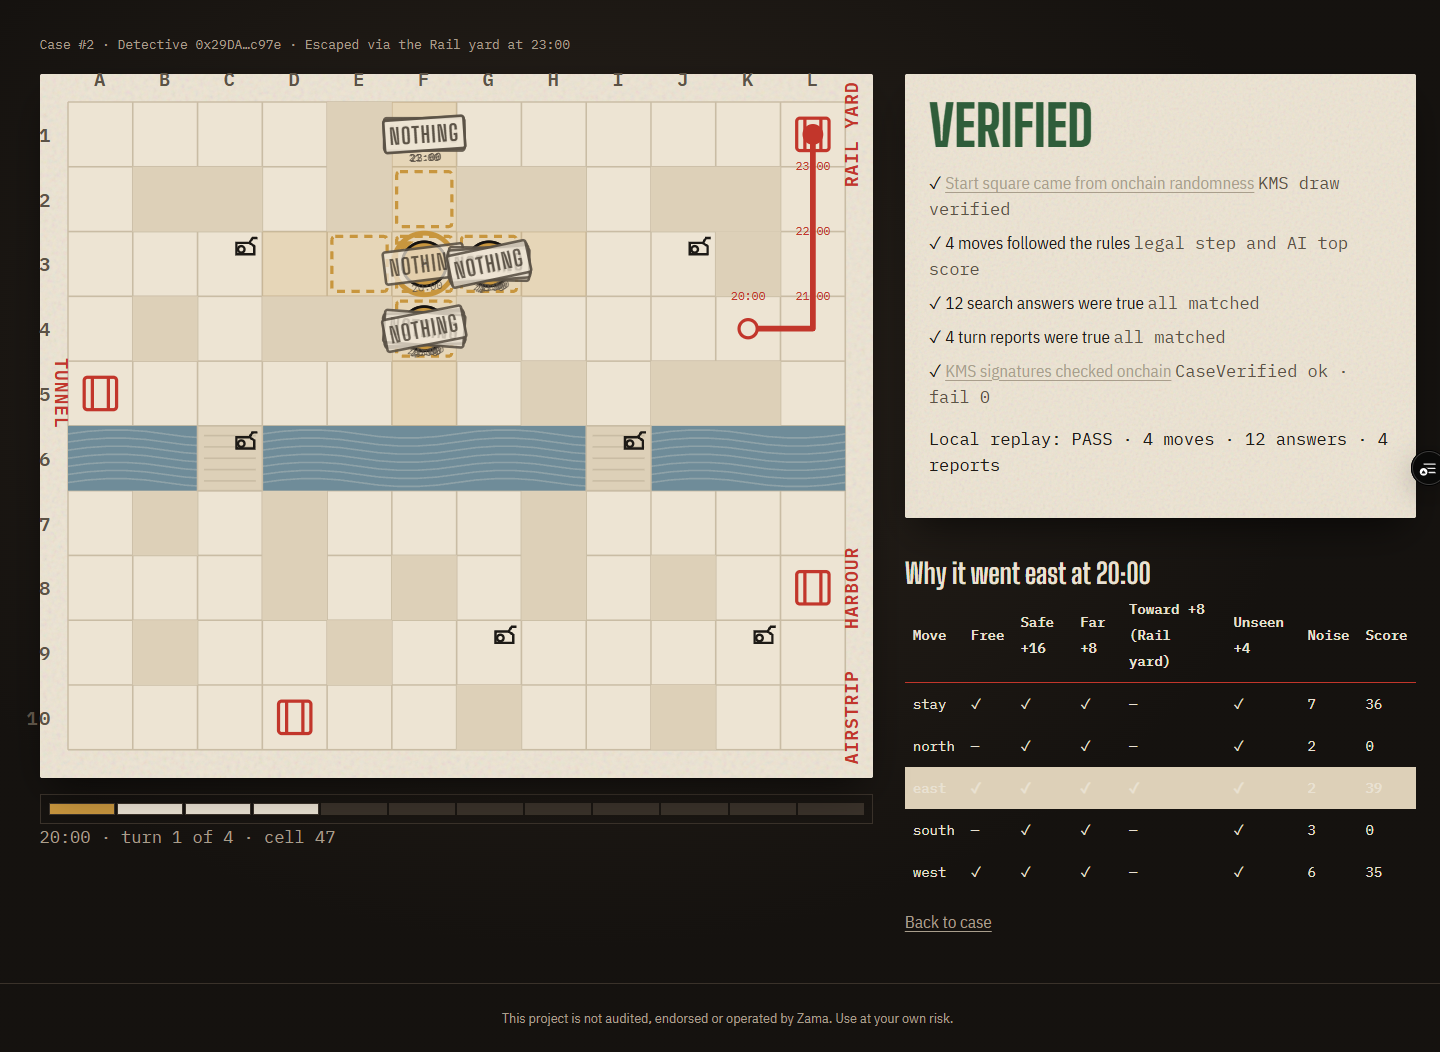 Case #2 · Detective 0x29DA…c97e · Escaped via the Rail yard at 23:00
A B C D E F G H I J K L
RAIL YARD
1
NOTHING
23:00
2
22:00
3
NOTHING
NOTHING
20:00 21:00
4
NOTHING
TUNNEL
5
6
7
8
HARBOUR
9
10
AIRSTRIP
20:00 · turn 1 of 4 · cell 47
VERIFIED
✓ Start square came from onchain randomness KMS draw
verified
✓ 4 moves followed the rules legal step and AI top
score
✓ 12 search answers were true all matched
✓ 4 turn reports were true all matched
✓ KMS signatures checked onchain CaseVerified ok ·
fail 0
Local replay: PASS · 4 moves · 12 answers · 4
reports
Why it went east at 20:00
Move Free Safe +16 Far +8 Toward +8 (Rail yard) Unseen +4 Noise Score
stay ✓ ✓ ✓ — ✓ 7 36
north — ✓ ✓ — ✓ 2 0
east ✓ ✓ ✓ ✓ ✓ 2 39
south — ✓ ✓ — ✓ 3 0
west ✓ ✓ ✓ — ✓ 6 35
Back to case
This project is not audited, endorsed or operated by Zama. Use at your own risk.